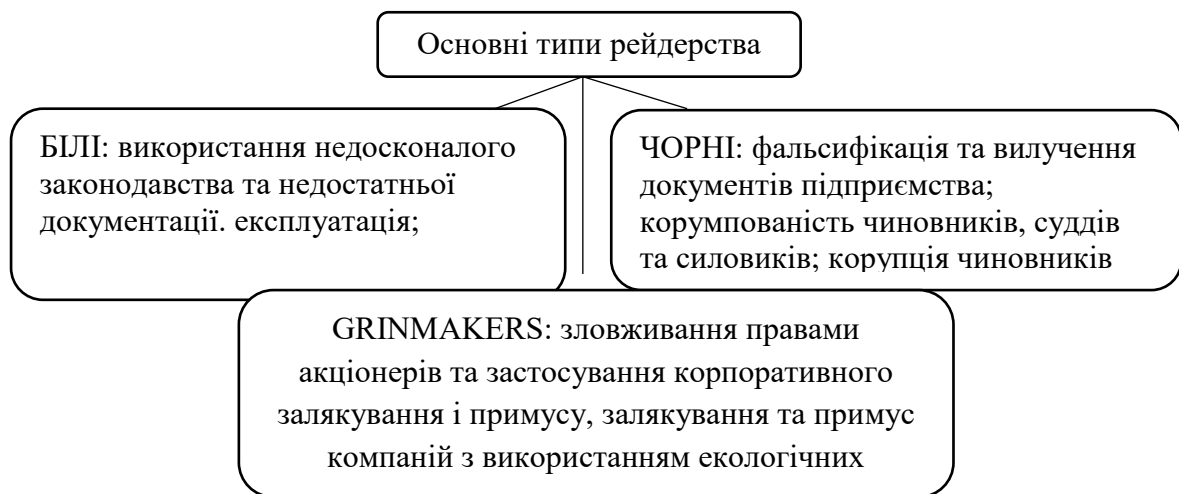 Основні типи рейдерства
БІЛІ: використання недосконалого
законодавства та недостатньої
документації. експлуатація;
ЧОРНІ: фальсифікація та вилучення
документів підприємства;
корумпованість чиновників, суддів
та силовиків; корупція чиновників
GRINMAKERS: зловживання правами
акціонерів та застосування корпоративного
залякування і примусу, залякування та примус
компаній з використанням екологічних